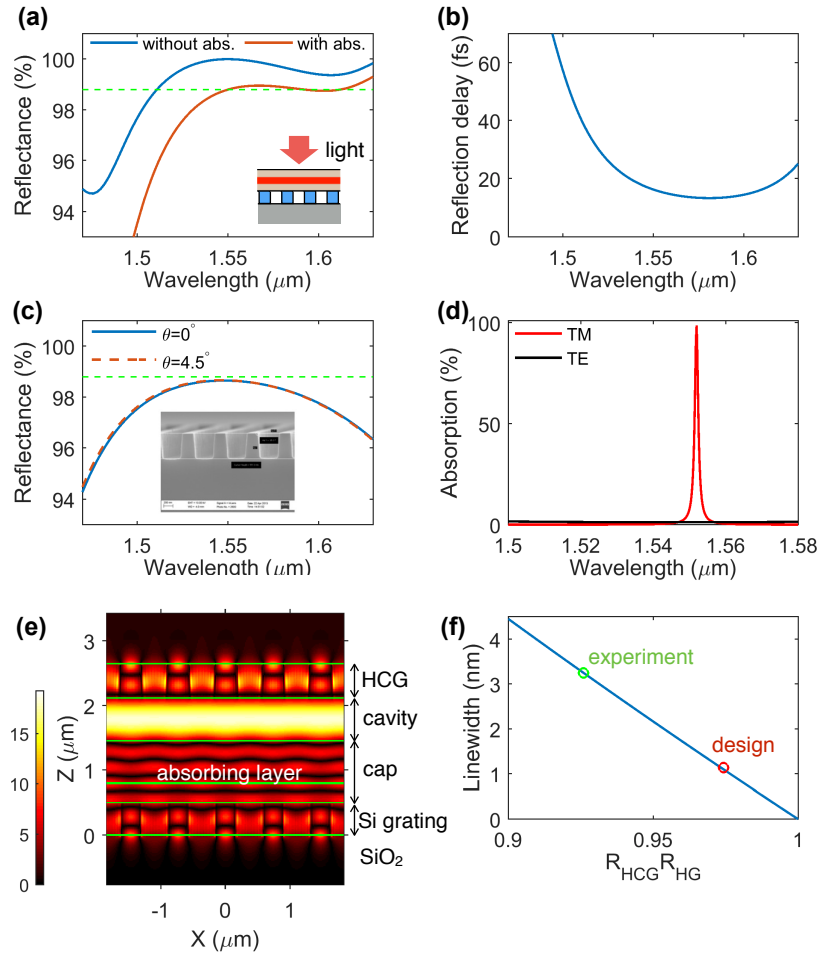 (a)
without abs.
with abs.
Reflectance (%)
100
98
96
94
light
1.5
1.55
1.6
Wavelength (μm)
(b)
Reflection delay (fs)
60
40
20
0
1.5
1.55
1.6
Wavelength (μm)
(c)
θ=0°
θ=4.5°
Reflectance (%)
100
98
96
94
1.5
1.55
1.6
Wavelength (μm)
(d)
TM
TE
Absorption (%)
100
50
0
1.5
1.52
1.54
1.56
1.58
Wavelength (μm)
(e)
15
10
5
0
Z (μm)
3
2
1
0
HCG
cavity
cap
absorbing layer
Si grating
SiO2
-1
0
1
X (μm)
(f)
Linewidth (nm)
4
3
2
1
0
experiment
design
0.9
0.95
1
RHCGRHG